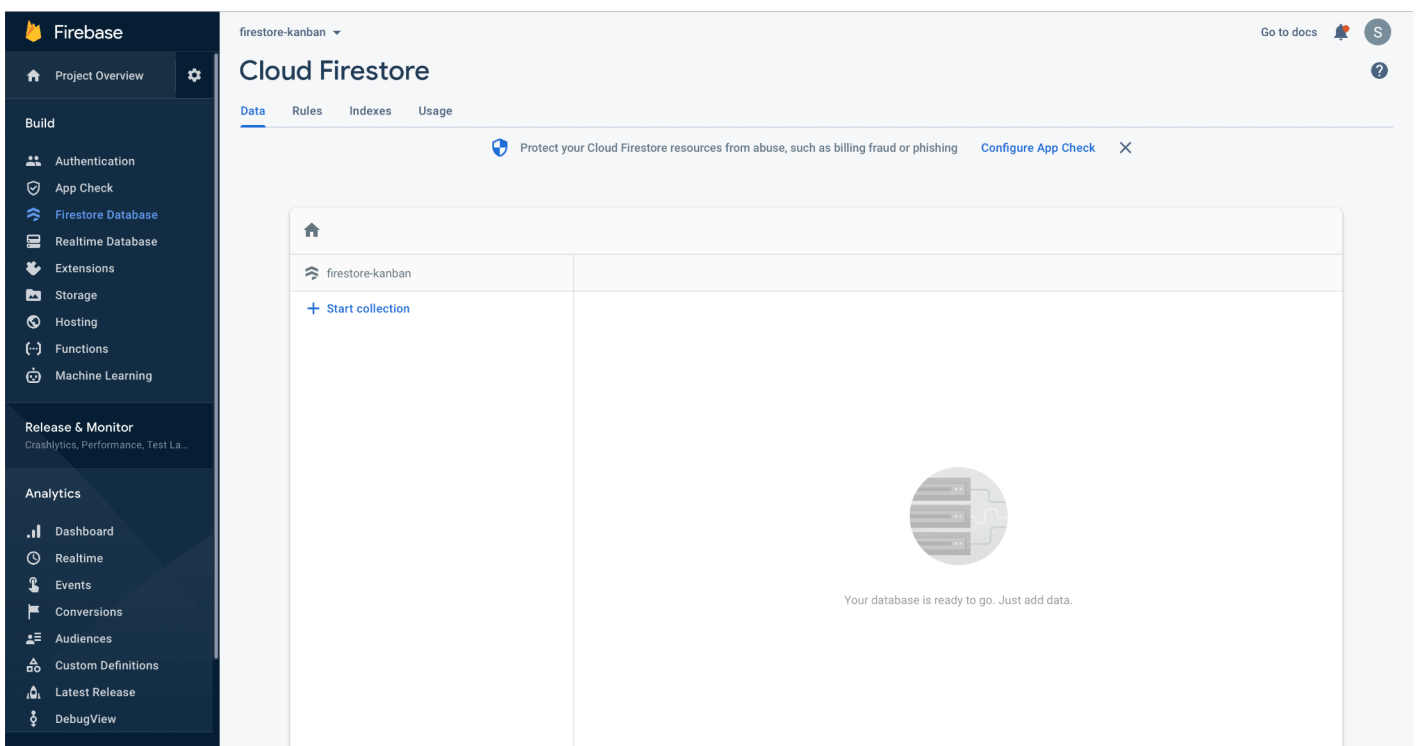 Firebase
Project Overview
Build
Authentication
App Check
Firestore Database
Realtime Database
Extensions
Storage
Hosting
Functions
Machine Learning
Release & Monitor
Crashlytics, Performance, Test La...
Analytics
Dashboard
Realtime
Events
Conversions
Audiences
Custom Definitions
Latest Release
DebugView
firestore-kanban
Go to docs
S
Cloud Firestore
?
Data Rules Indexes Usage
Protect your Cloud Firestore resources from abuse, such as billing fraud or phishing Configure App Check
firestore-kanban
+ Start collection
Your database is ready to go. Just add data.